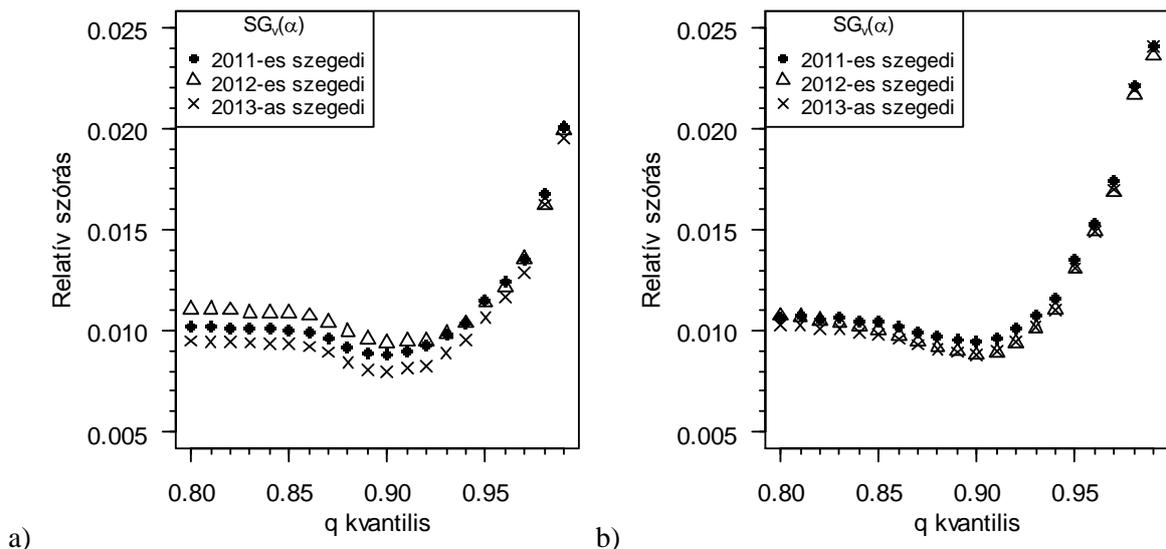 SGᵥ(α)
2011-es szegedi
2012-es szegedi
2013-as szegedi
0.025
0.020
0.015
0.010
0.005
Relatív szórás
0.80 0.85 0.90 0.95
q kvantilis
a)
SGᵥ(α)
2011-es szegedi
2012-es szegedi
2013-as szegedi
0.025
0.020
0.015
0.010
0.005
Relatív szórás
0.80 0.85 0.90 0.95
q kvantilis
b)